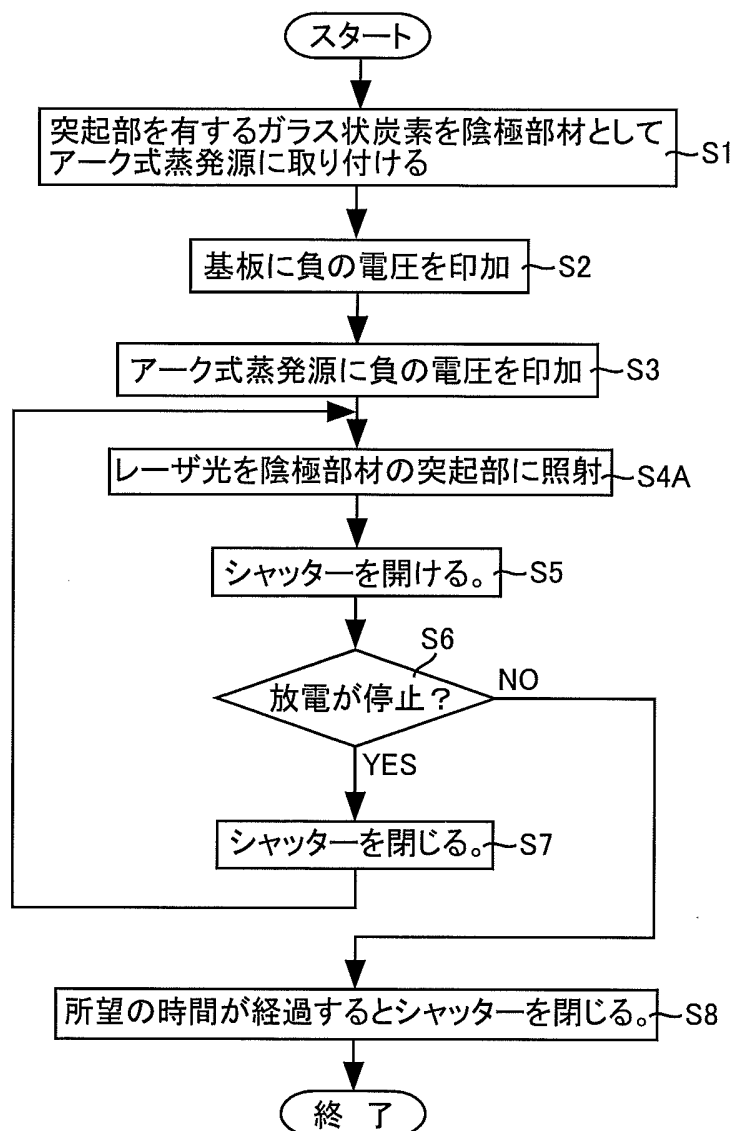 スタート
突起部を有するガラス状炭素を陰極部材として
アーク式蒸発源に取り付ける
S1
基板に負の電圧を印加
S2
アーク式蒸発源に負の電圧を印加
S3
レーザ光を陰極部材の突起部に照射
S4A
シャッターを開ける。
S5
S6
放電が停止？
NO
YES
シャッターを閉じる。
S7
所望の時間が経過するとシャッターを閉じる。
S8
終 了